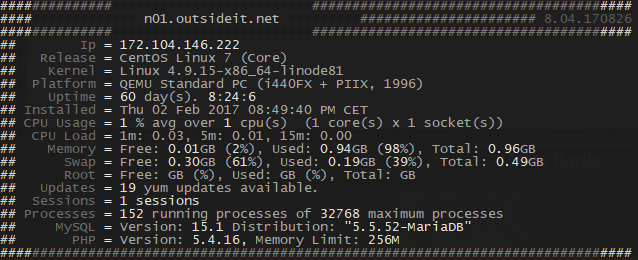 ####################    ####################################
####    n01.outsideit.net    #################### 8.04.170826
####################    ####################################
##        Ip = 172.104.146.222
##   Release = CentOS Linux 7 (Core)
##    Kernel = Linux 4.9.15-x86_64-linode81
##  Platform = QEMU Standard PC (i440FX + PIIX, 1996)
##    Uptime = 60 day(s). 8:24:6
## Installed = Thu 02 Feb 2017 08:49:40 PM CET
## CPU Usage = 1 % avg over 1 cpu(s)  (1 core(s) x 1 socket(s))
##  CPU Load = 1m: 0.03, 5m: 0.01, 15m: 0.00
##    Memory = Free: 0.01GB (2%), Used: 0.94GB (98%), Total: 0.96GB
##      Swap = Free: 0.30GB (61%), Used: 0.19GB (39%), Total: 0.49GB
##      Root = Free: GB (%), Used: GB (%), Total: GB
##   Updates = 19 yum updates available.
##  Sessions = 1 sessions
## Processes = 152 running processes of 32768 maximum processes
##     MySQL = Version: 15.1 Distribution: "5.5.52-MariaDB"
##       PHP = Version: 5.4.16, Memory Limit: 256M
############################################################